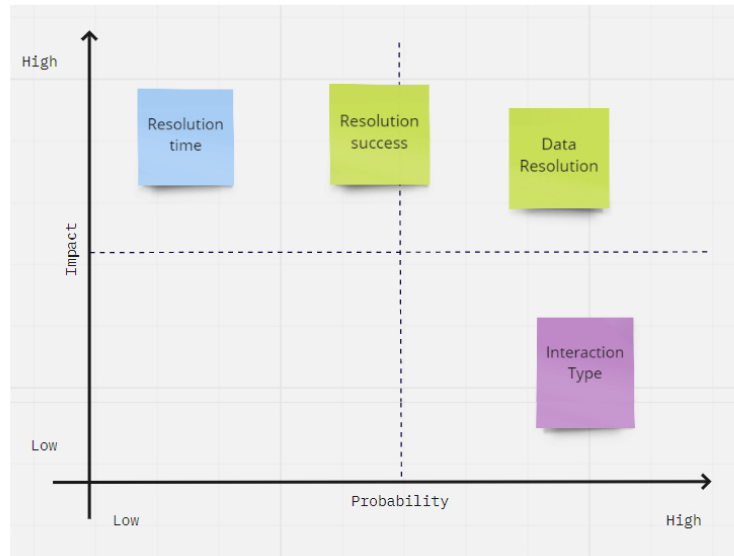 High
Resolution
time
Resolution
success
Data
Resolution
Impact
Interaction
Type
Low
Probability
Low
High